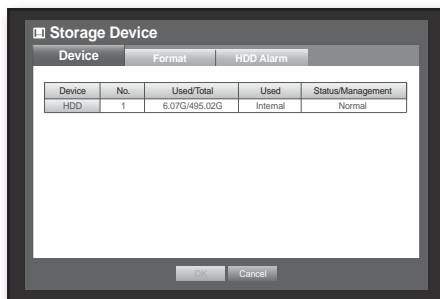 Storage Device
Device Format HDD Alarm
Device No. Used/Total Used Status/Management
HDD 1 6.07G/495.02G Internal Normal
OK Cancel